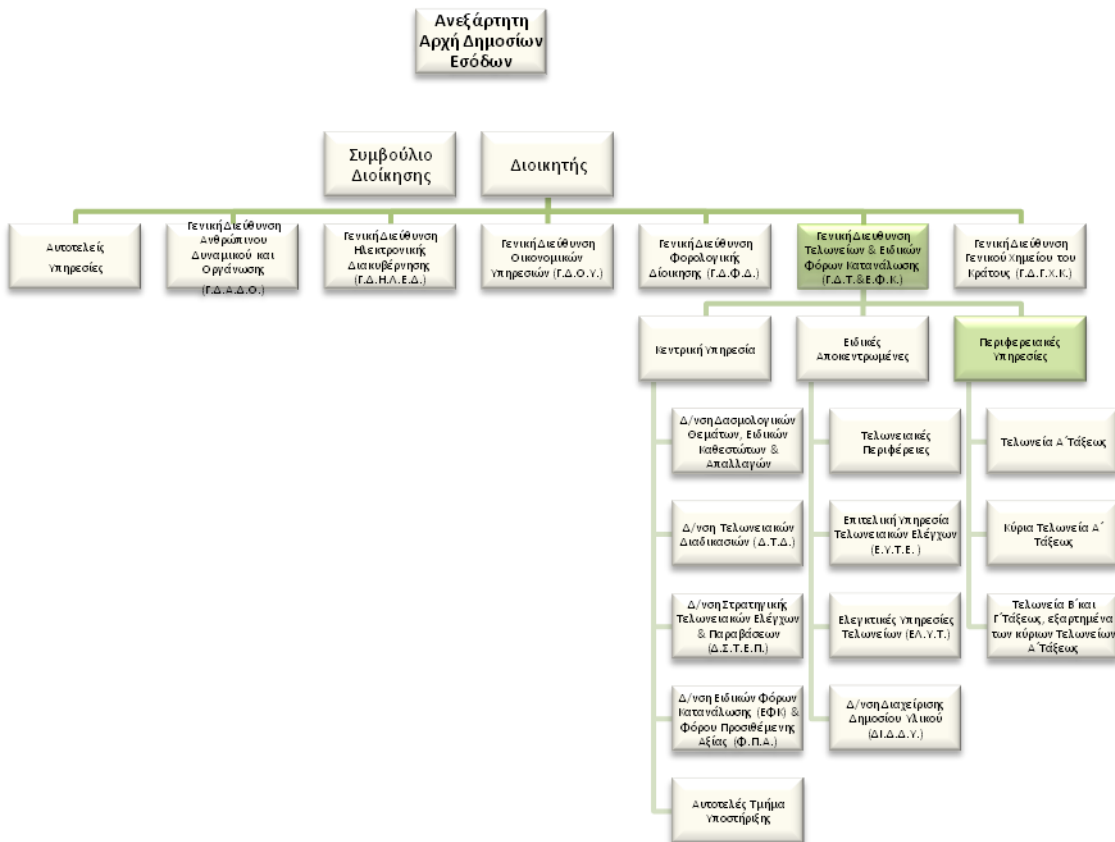 Ανεξάρτητη
Αρχή Δημοσίων
Εσόδων
Συμβούλιο
Διοίκησης
Διοικητής
Αυτοτελείς
Υπηρεσίες
Γενική Διεύθυνση
Ανθρώπινου
Δυναμικού και
Οργάνωσης
(Γ.Δ.Α.Δ.Ο.)
Γενική Διεύθυνση
Ηλεκτρονικής
Διακυβέρνησης
(Γ.Δ.Η.Λ.Ε.Δ.)
Γενική Διεύθυνση
Οικονομικών
Υπηρεσιών (Γ.Δ.Ο.Υ.)
Γενική Διεύθυνση
Φορολογικής
Δίοικησης (Γ.Δ.Φ.Δ.)
Γενική Διεύθυνση
Τελωνείων & Ειδικών
Φόρων Κατανάλωσης
(Γ.Δ.Τ.&Ε.Φ.Κ.)
Γενική Διεύθυνση
Γενικού Χημείου του
Κράτους (Γ.Δ.Γ.Χ.Κ.)
Κεντρική Υπηρεσία
Ειδικές
Αποκεντρωμένες
Περιφερειακές
Υπηρεσίες
Δ/νση Δασμολογικών
Θεμάτων, Ειδικών
Καθεστώτων &
Απαλλαγών
Δ/νση Τελωνειακών
Διαδικασιών (Δ.Τ.Δ.)
Δ/νση Στρατηγικής
Τελωνειακών Ελέγχων
& Παραβάσεων
(Δ.Σ.Τ.Ε.Π.)
Δ/νση Ειδικών Φόρων
Κατανάλωσης (ΕΦΚ) &
Φόρου Προσιθέμενης
Αξίας (Φ.Π.Α.)
Αυτοτελές Τμήμα
Υποστήριξης
Τελωνειακές
Περιφέρειες
Επιτελική Υπηρεσία
Τελωνειακών Ελέγχων
(Ε.Υ.Τ.Ε. )
Ελεγκτικές Υπηρεσίες
Τελωνείων (ΕΛ.Υ.Τ.)
Δ/νση Διαχείρισης
Δημοσίου Υλικού
(ΔΙ.Δ.Δ.Υ.)
Τελωνεία Α΄Τάξεως
Κύρια Τελωνεία Α΄
Τάξεως
Τελωνεία Β΄και
Γ΄Τάξεως, εξαρτημένα
των κύριων Τελωνείων
Α΄Τάξεως